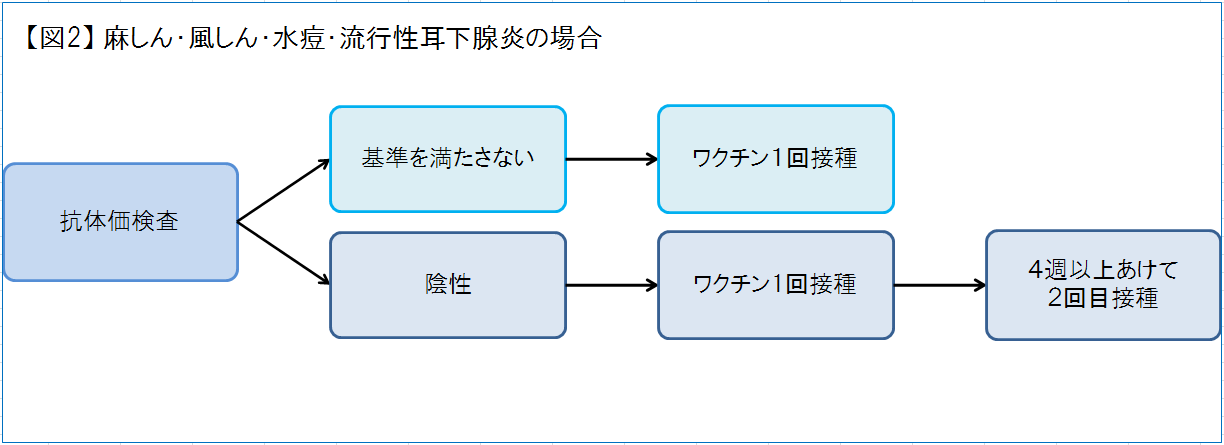 【図2】 麻しん・風しん・水痘・流行性耳下腺炎の場合
基準を満たさない
ワクチン1回接種
抗体価検査
陰性
ワクチン1回接種
4週以上あけて
2回目接種